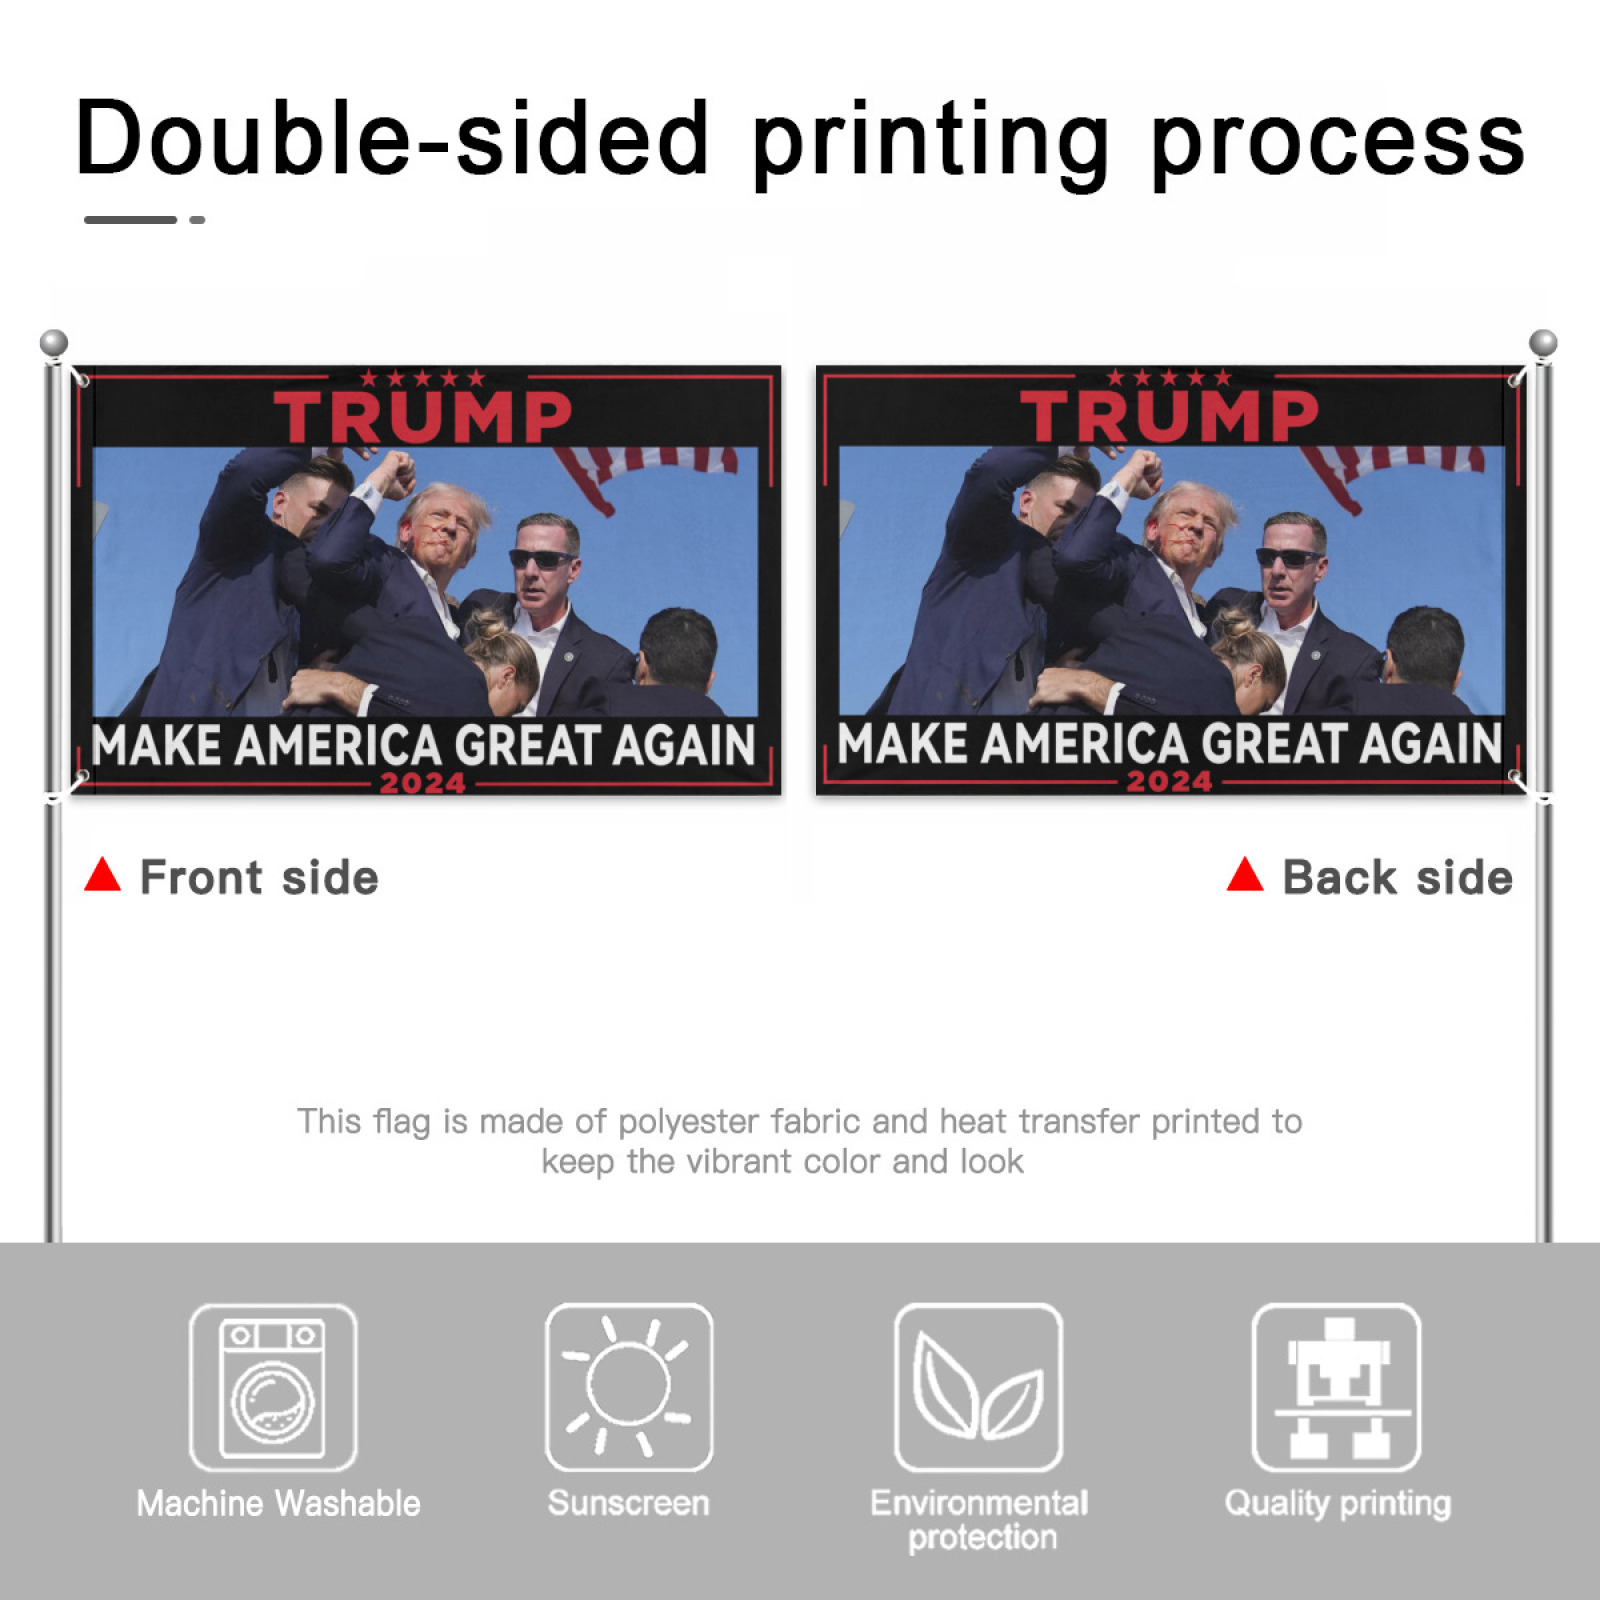 Double-sided printing process
TRUMP
MAKE AMERICA GREAT AGAIN
2024
TRUMP
MAKE AMERICA GREAT AGAIN
2024
Front side
Back side
This flag is made of polyester fabric and heat transfer printed to
keep the vibrant color and look
Machine Washable
Sunscreen
Environmental
protection
Quality printing